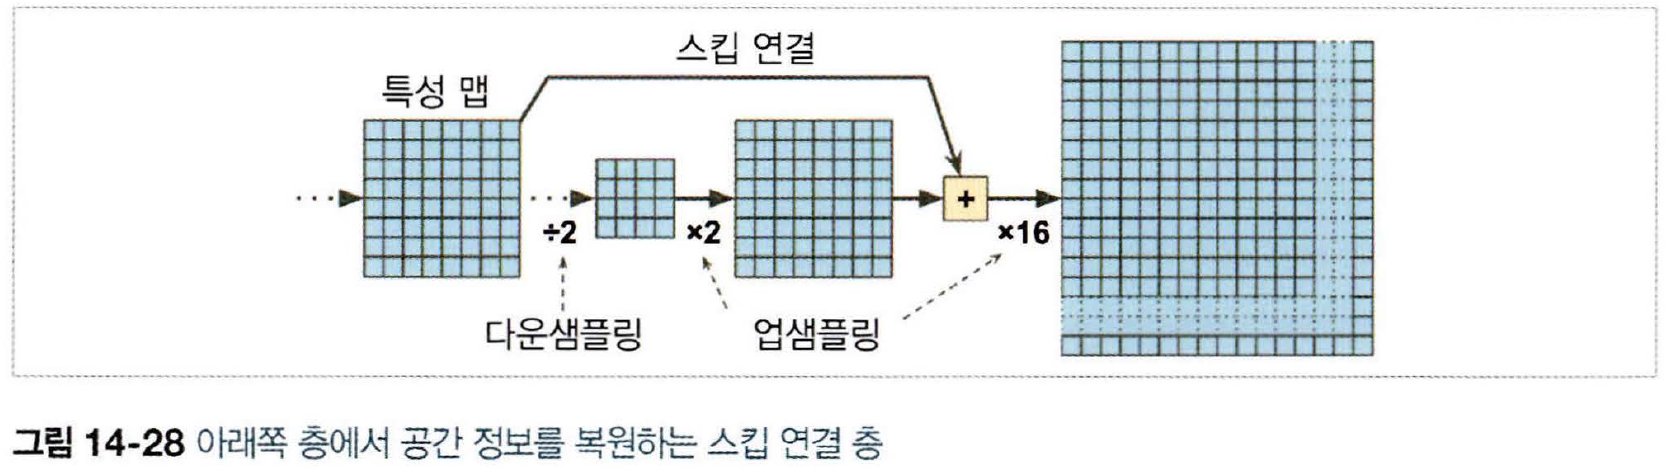 스킵 연결
특성 맵
÷2
×2
+
×16
다운샘플링
업샘플링
그림 14-28 아래쪽 층에서 공간 정보를 복원하는 스킵 연결 층